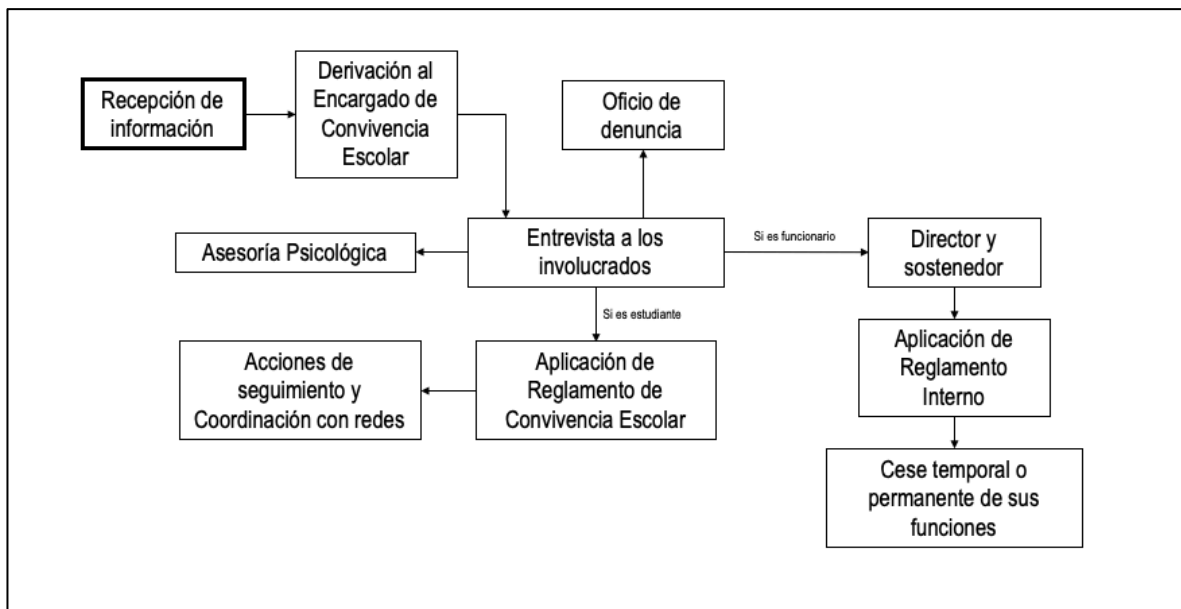 Recepción de
información
Derivación al
Encargado de
Convivencia
Escolar
Oficio de
denuncia
Asesoría Psicológica
Entrevista a los
involucrados
Si es funcionario
Director y
sostenedor
Si es estudiante
Acciones de
seguimiento y
Coordinación con redes
Aplicación de
Reglamento de
Convivencia Escolar
Aplicación de
Reglamento
Interno
Cese temporal o
permanente de sus
funciones